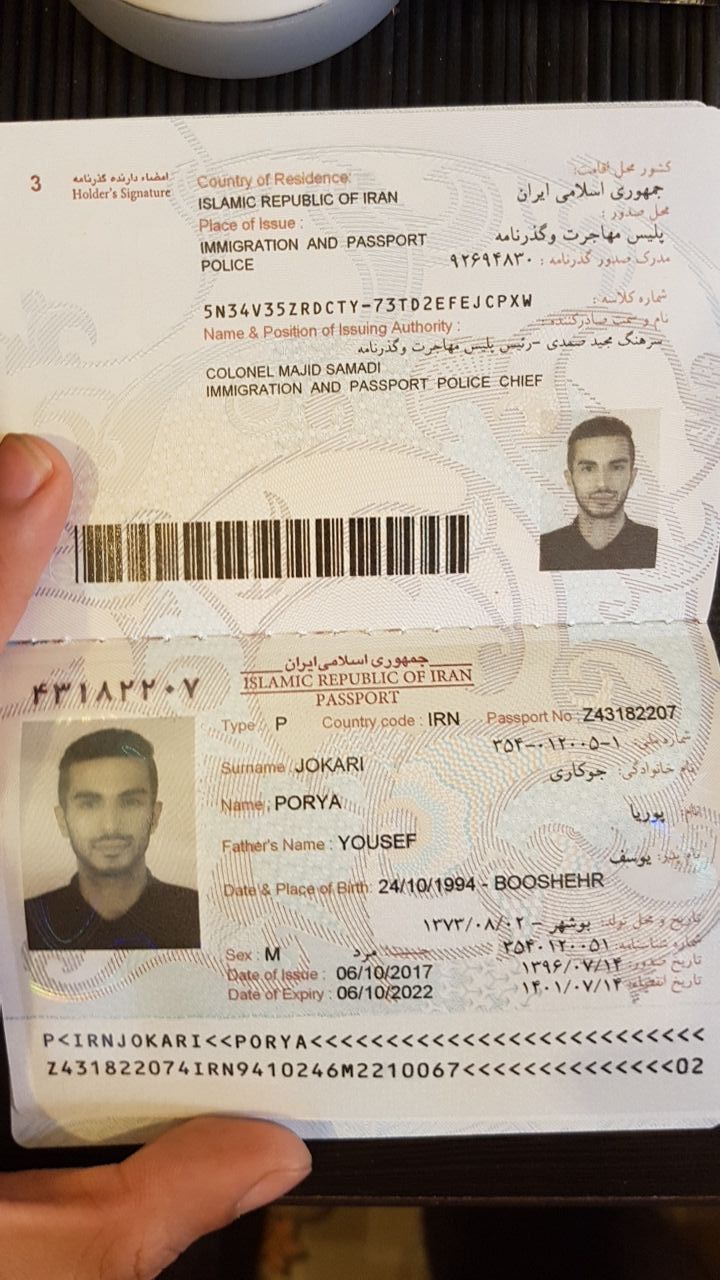 3
امضاء دارنده گذرنامه
Holder's Signature
Country of Residence:
کشور محل اقامت:
ISLAMIC REPUBLIC OF IRAN
جمهوری اسلامی ایران
Place of Issue :
محل صدور :
IMMIGRATION AND PASSPORT
POLICE
پلیس مهاجرت وگذرنامه
مدرک صدور گذرنامه : ۹۲۶۹۴۸۳۰
شماره کلاسه :
5N34V35ZRDCTY-73TD2EFEJCPXW
Name & Position of Issuing Authority :
نام و سمت صادرکننده:
سرهنگ مجید صمدی -رئیس پلیس مهاجرت وگذرنامه
COLONEL MAJID SAMADI
IMMIGRATION AND PASSPORT POLICE CHIEF
جمهوری اسلامی ایران
ISLAMIC REPUBLIC OF IRAN
PASSPORT
۴۳۱۸۲۲۰۷
Type : P Country code : IRN Passport No : Z43182207
شماره ملی: ۳۵۴-۰۱۲۰۰۵-۱
Surname : JOKARI
نام خانوادگی: جوکاری
Name : PORYA
نام: پوریا
Father's Name : YOUSEF
نام پدر: یوسف
Date & Place of Birth: 24/10/1994 - BOOSHEHR
تاریخ و محل تولد: بوشهر - ۱۳۷۳/۰۸/۰۲
Sex : M
جنسیت: مرد
شماره شناسنامه: ۳۵۴۰۱۲۰۰۵۱
Date of Issue : 06/10/2017
تاریخ صدور: ۱۳۹۶/۰۷/۱۴
Date of Expiry : 06/10/2022
تاریخ انقضاء: ۱۴۰۱/۰۷/۱۴
P<IRNJOKARI<<PORYA<<<<<<<<<<<<<<<<<<<<<<<<<<
Z431822074IRN9410246M2210067<<<<<<<<<<<<<<02